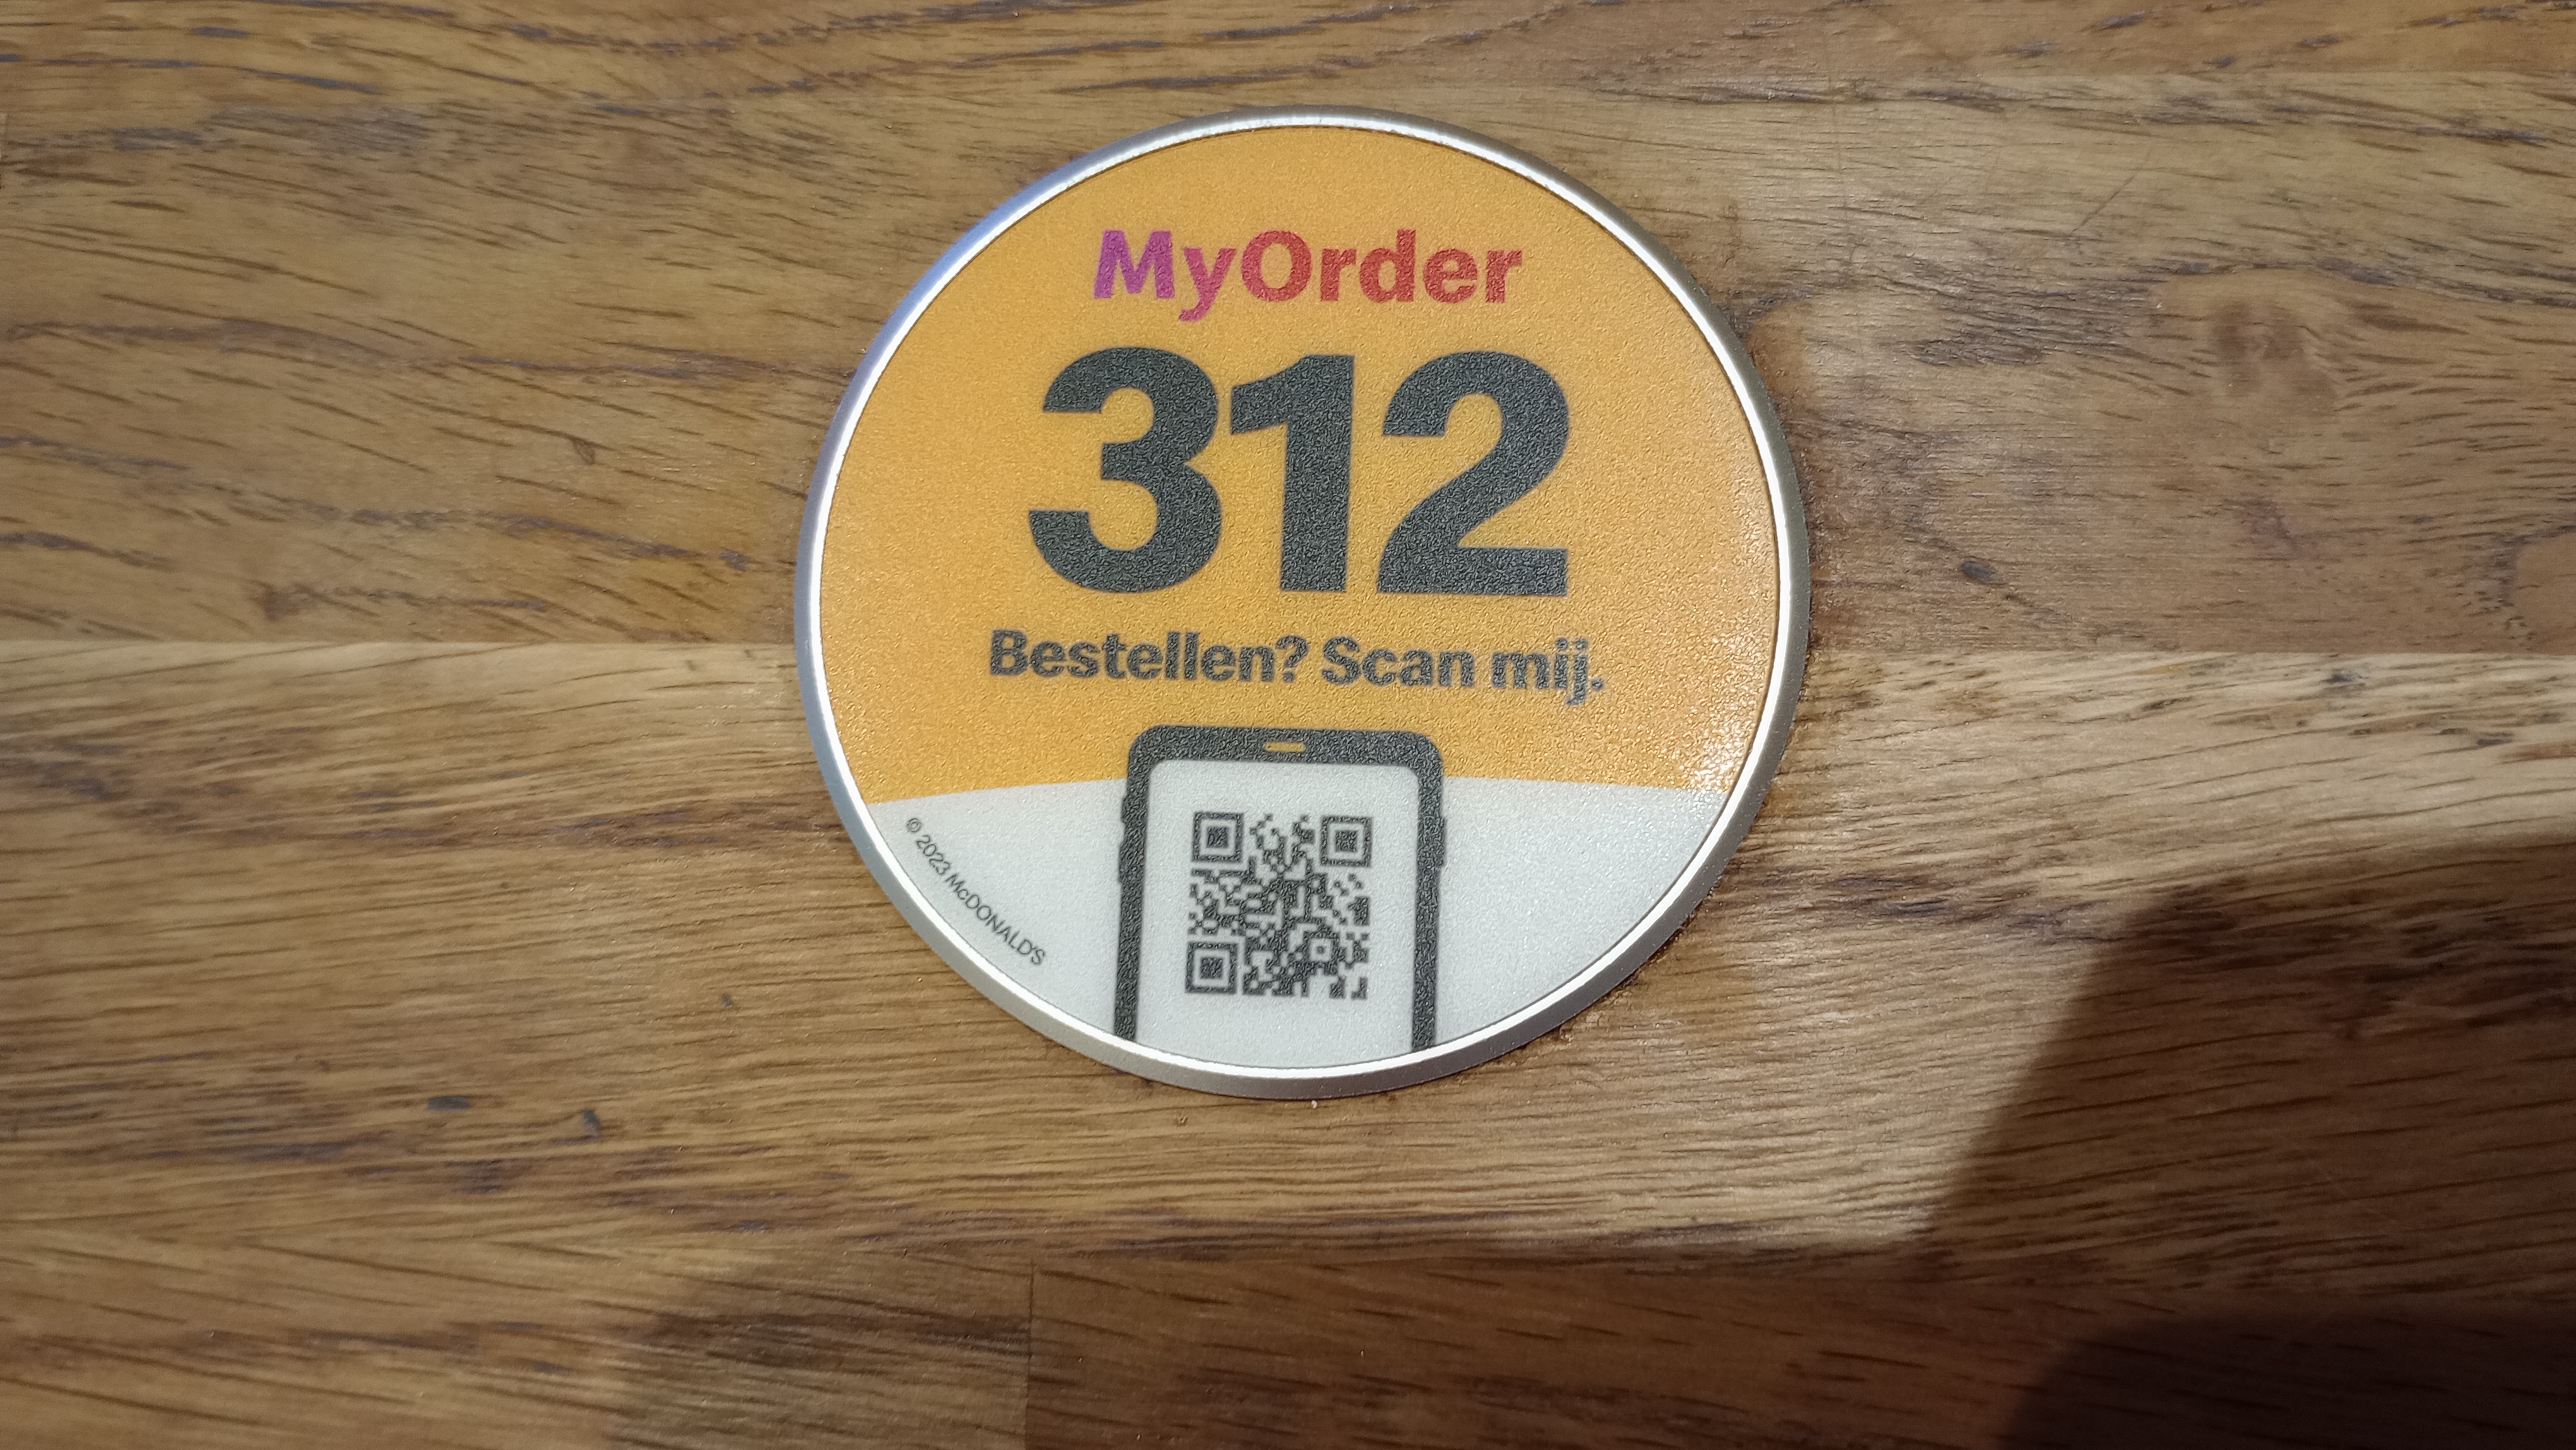 MyOrder
312
Bestellen? Scan mij.
© 2023 McDONALD'S